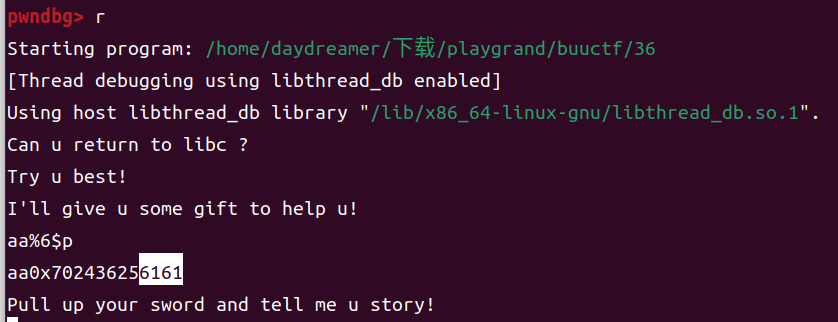 pwndbg> r
Starting program: /home/daydreamer/下载/playgrand/buuctf/36
[Thread debugging using libthread_db enabled]
Using host libthread_db library "/lib/x86_64-linux-gnu/libthread_db.so.1".
Can u return to libc ?
Try u best!
I'll give u some gift to help u!
aa%6$p
aa0x702436256161
Pull up your sword and tell me u story!